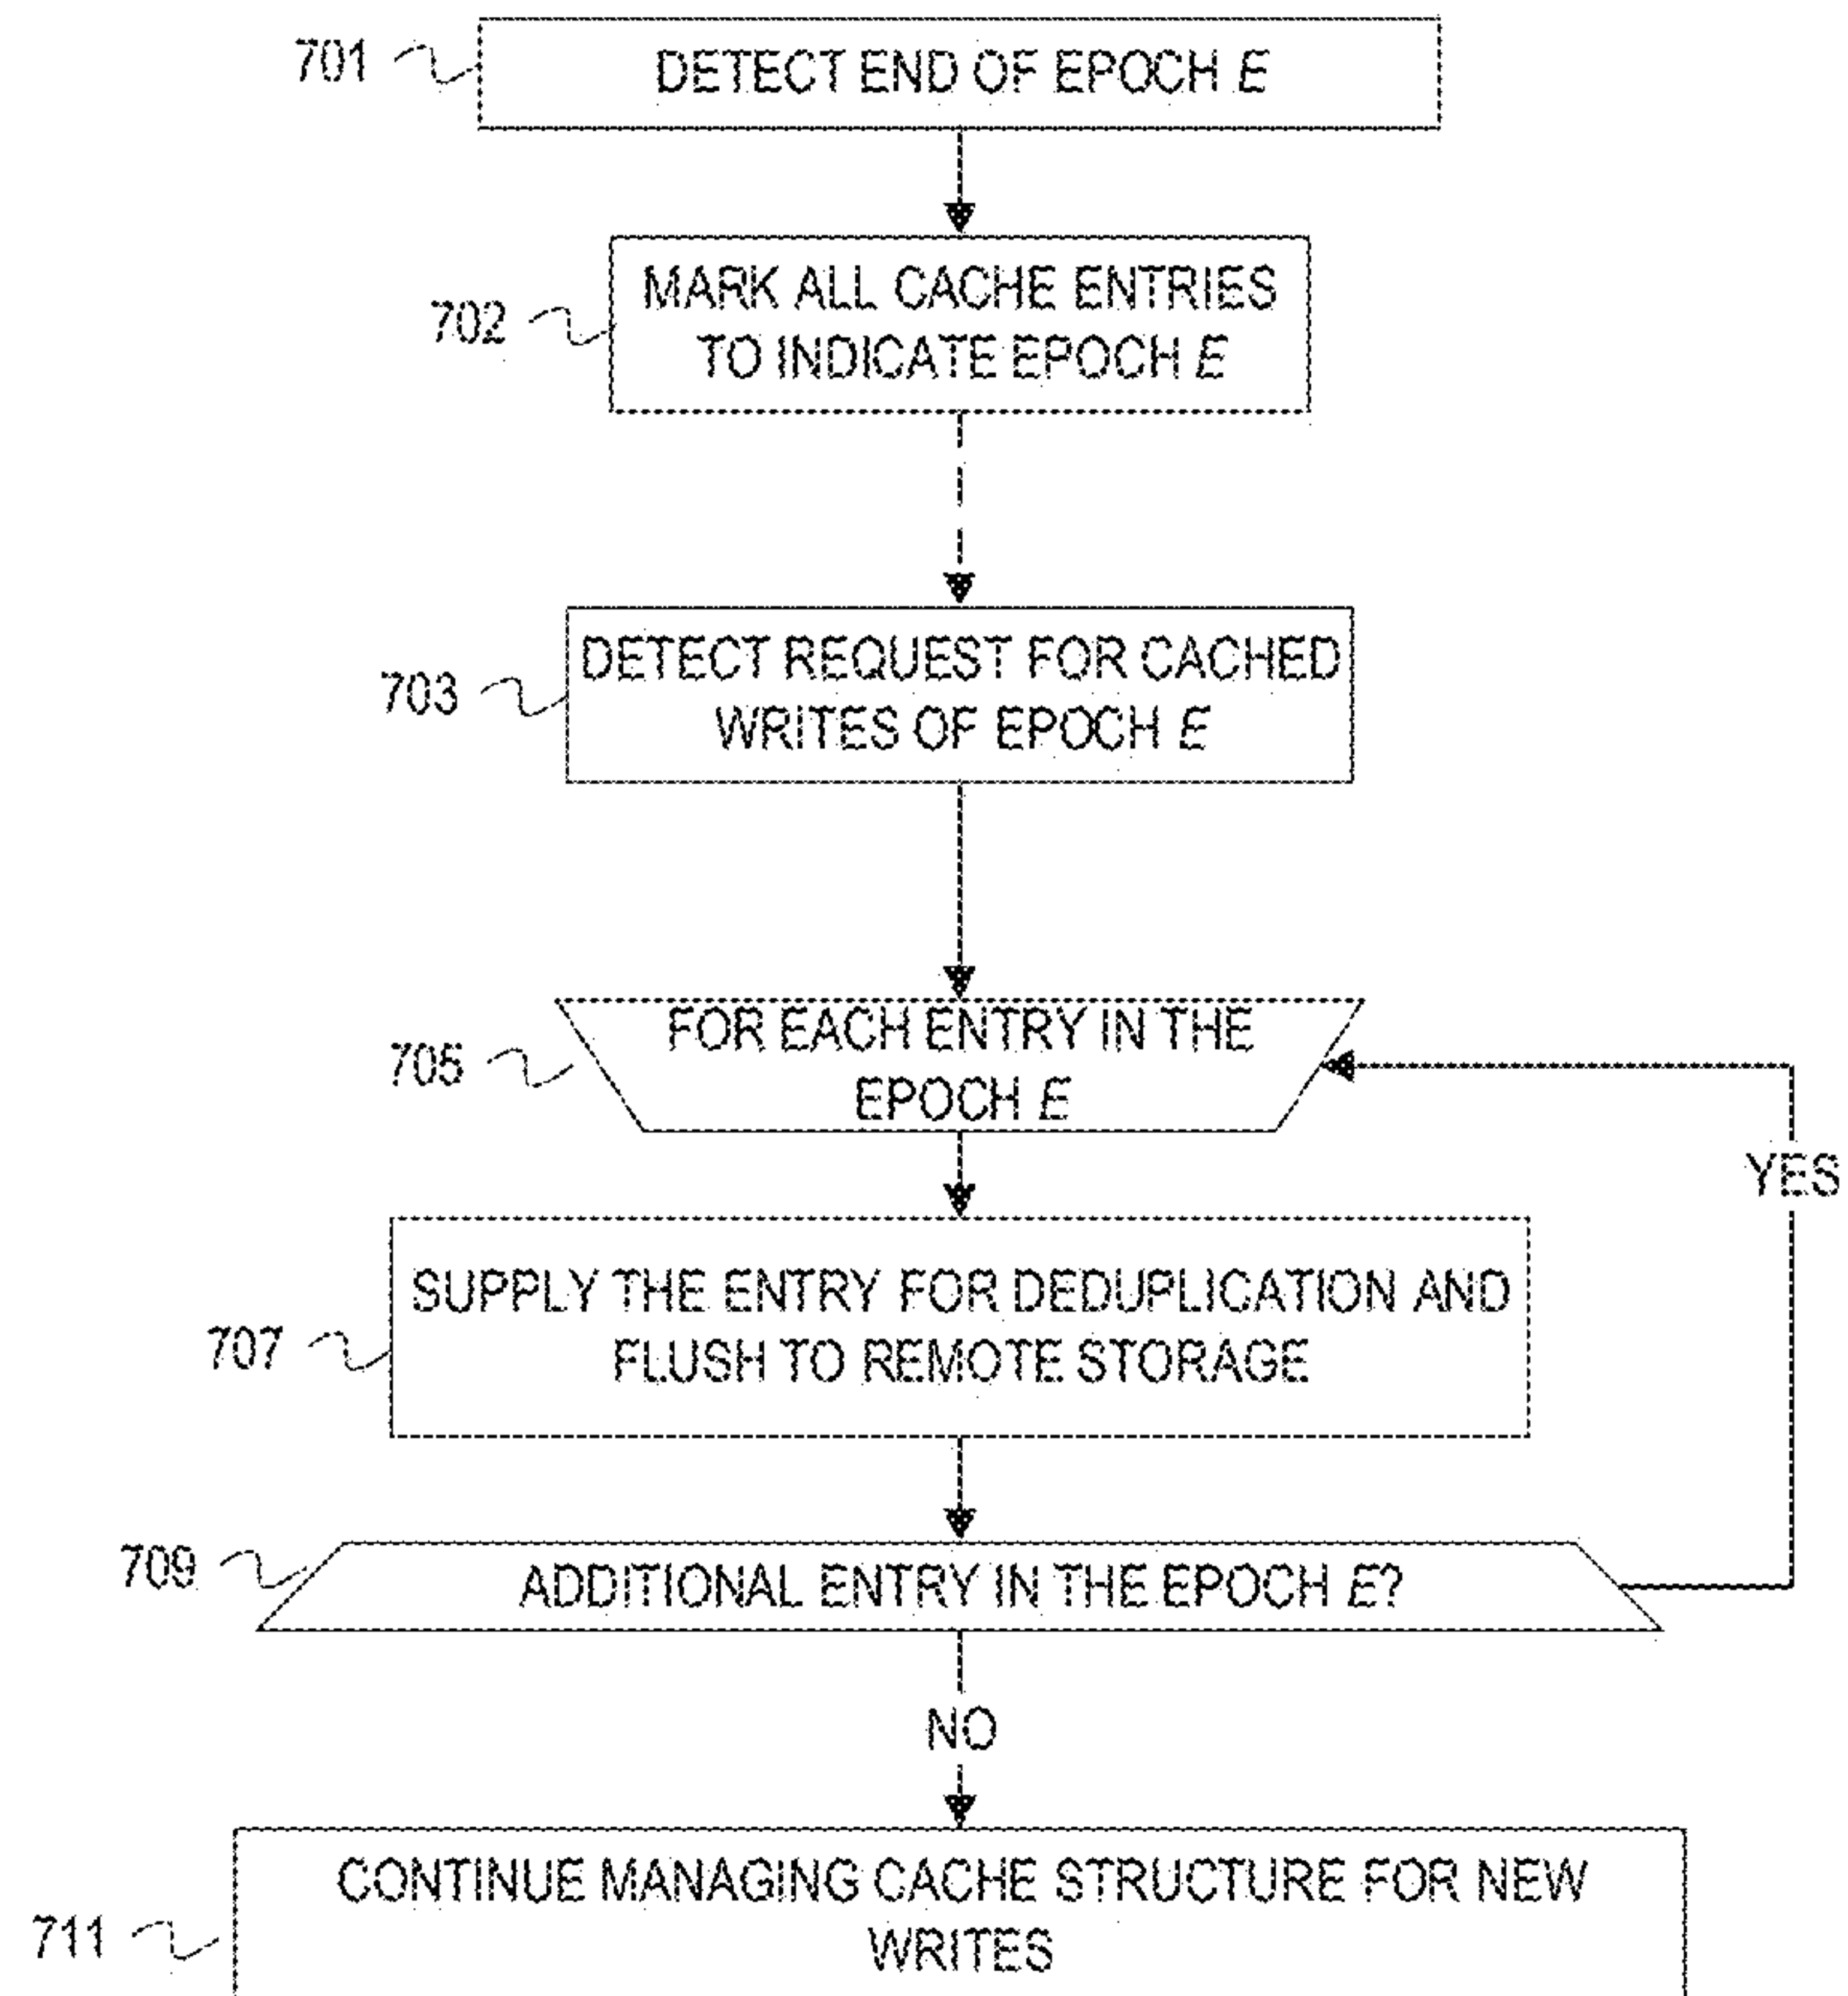 701
DETECT END OF EPOCH E
702
MARK ALL CACHE ENTRIES
TO INDICATE EPOCH E
703
DETECT REQUEST FOR CACHED
WRITES OF EPOCH E
705
FOR EACH ENTRY IN THE
EPOCH E
YES
707
SUPPLY THE ENTRY FOR DEDUPLICATION AND
FLUSH TO REMOTE STORAGE
709
ADDITIONAL ENTRY IN THE EPOCH E?
NO
711
CONTINUE MANAGING CACHE STRUCTURE FOR NEW
WRITES